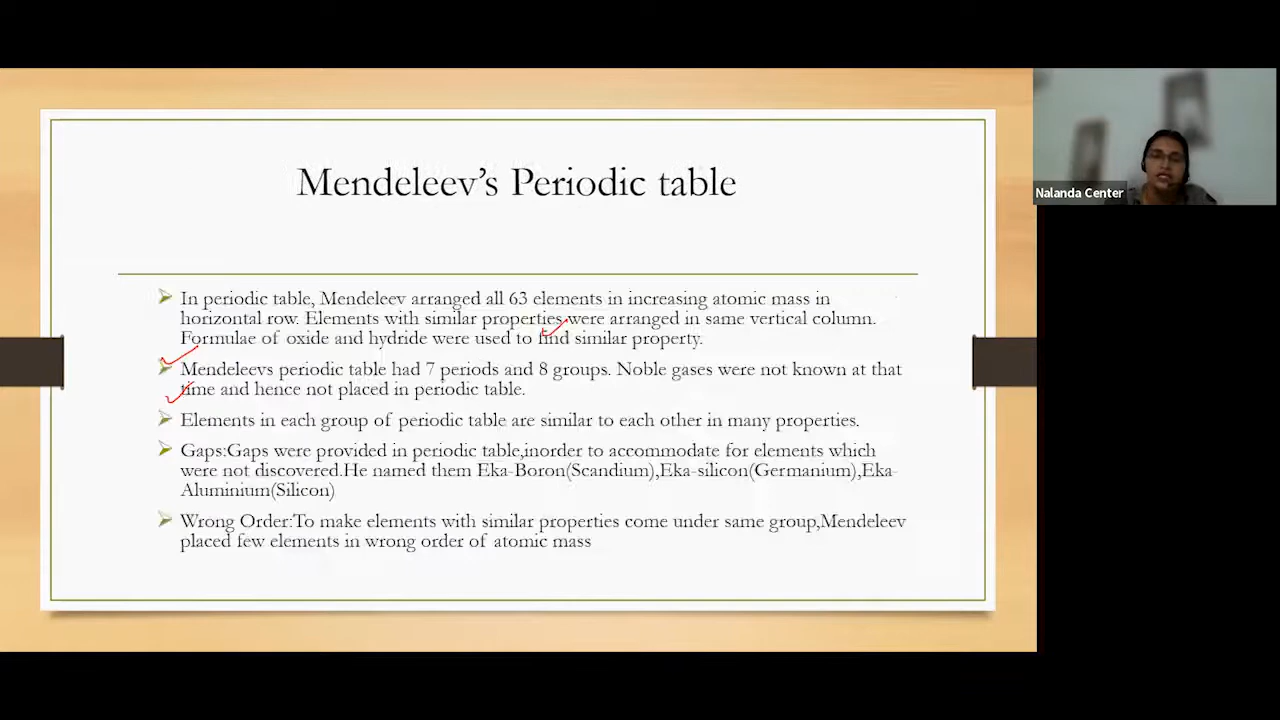 Mendeleev's Periodic table
In periodic table, Mendeleev arranged all 63 elements in increasing atomic mass in
horizontal row. Elements with similar properties were arranged in same vertical column.
Formulae of oxide and hydride were used to find similar property.
Mendeleevs periodic table had 7 periods and 8 groups. Noble gases were not known at that
time and hence not placed in periodic table.
Elements in each group of periodic table are similar to each other in many properties.
Gaps:Gaps were provided in periodic table,inorder to accommodate for elements which
were not discovered.He named them Eka-Boron(Scandium),Eka-silicon(Germanium),Eka-
Aluminium(Silicon)
Wrong Order:To make elements with similar properties come under same group,Mendeleev
placed few elements in wrong order of atomic mass
Nalanda Center